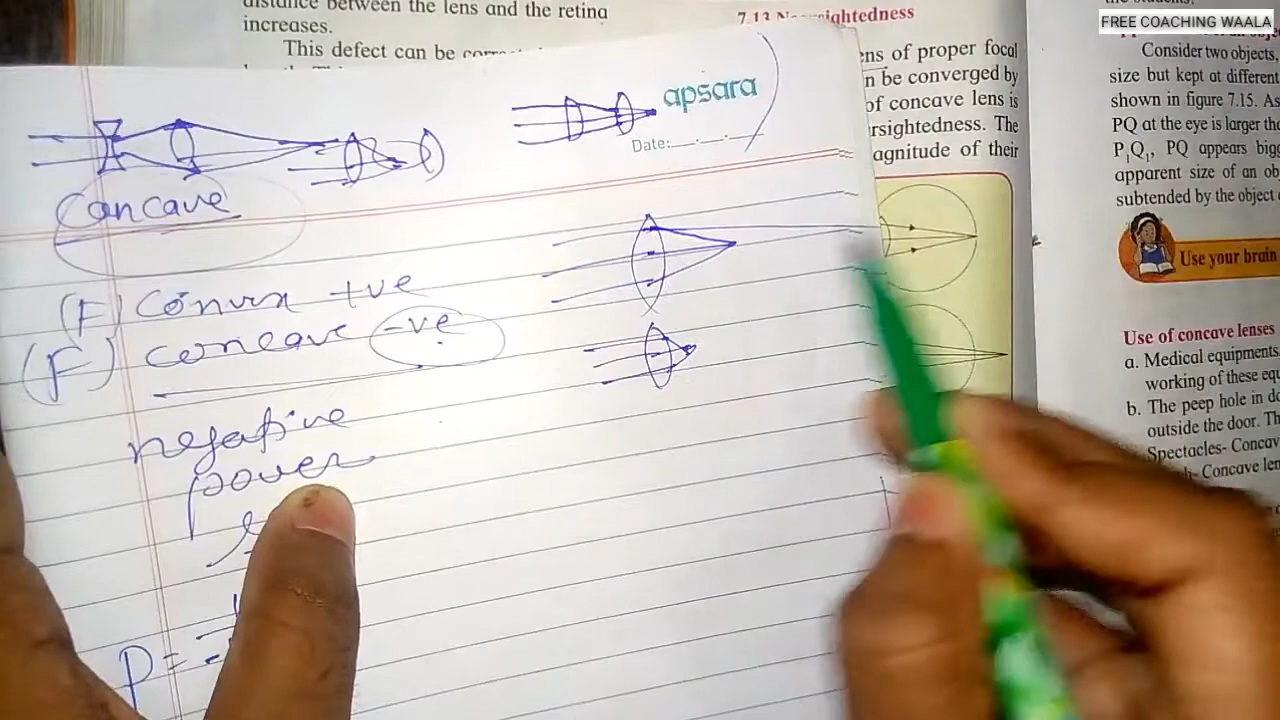 FREE COACHING WAALA
distance between the lens and the retina
increases.
This defect can be
7.13 Nearsightedness
ens of proper focal
n be converged by
of concave lens is
rsightedness. The
agnitude of their
apsara
Date:
Concave
(F) Convex +ve
(F) concave -ve
negative
power
P =
Consider two objects,
size but kept at different
shown in figure 7.15. As
PQ at the eye is larger tha
P₁Q₁, PQ appears bigg
apparent size of an ob
subtended by the object
Use your brain
Use of concave lenses
a. Medical equipments
working of these equ
b. The peep hole in do
outside the door. Th
Spectacles- Concav
Concave len